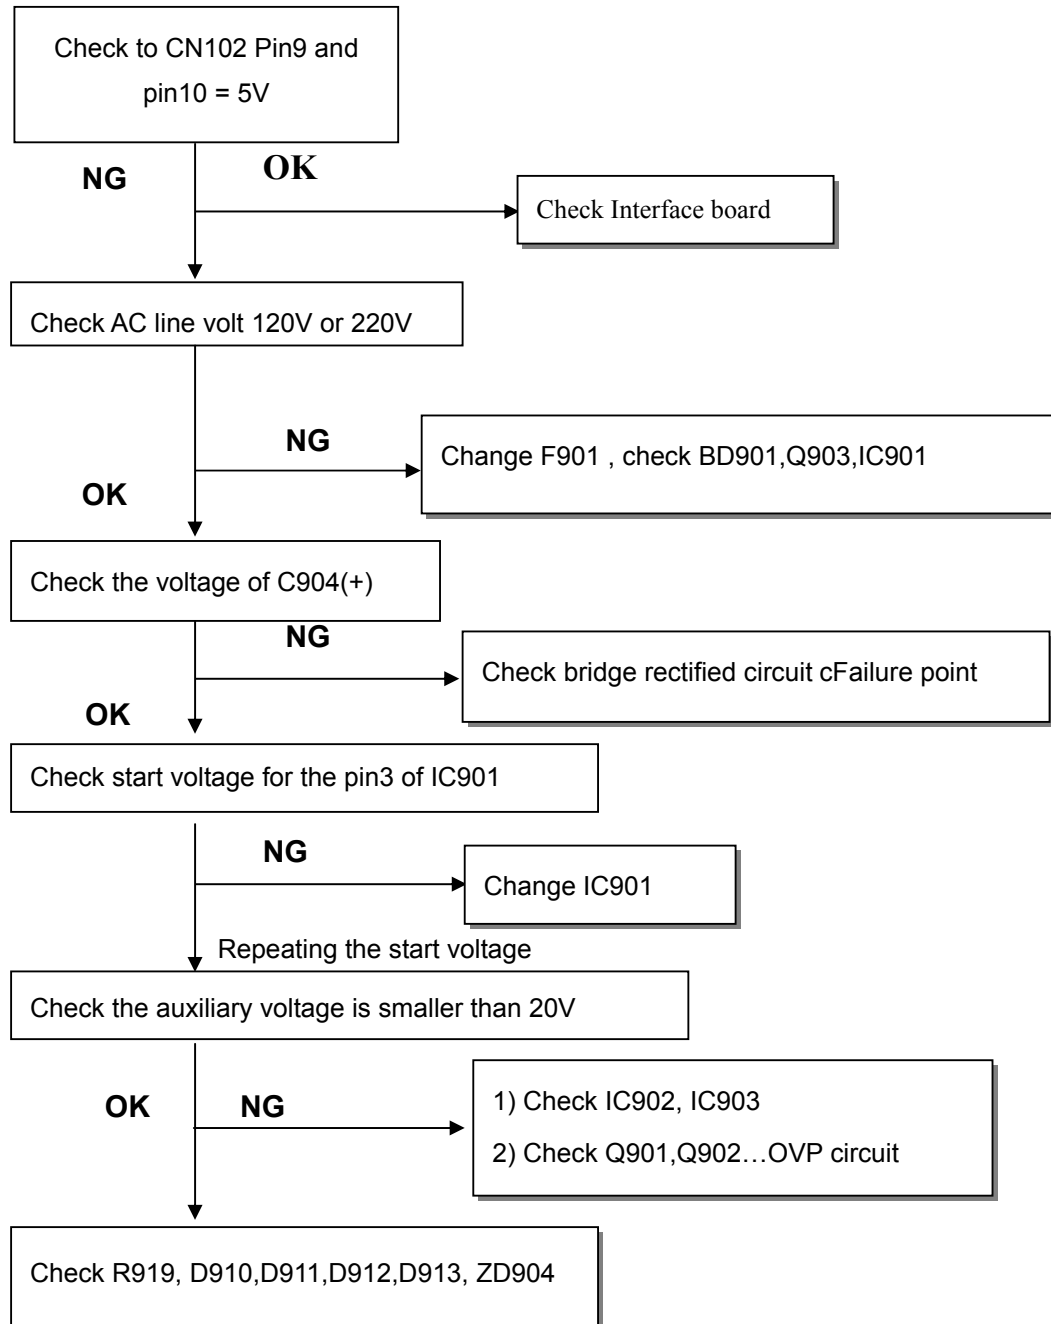 Check to CN102 Pin9 and
pin10 = 5V
NG
OK
Check Interface board
Check AC line volt 120V or 220V
NG
Change F901 , check BD901,Q903,IC901
OK
Check the voltage of C904(+)
NG
Check bridge rectified circuit cFailure point
OK
Check start voltage for the pin3 of IC901
NG
Change IC901
Repeating the start voltage
Check the auxiliary voltage is smaller than 20V
OK
NG
1) Check IC902, IC903
2) Check Q901,Q902…OVP circuit
Check R919, D910,D911,D912,D913, ZD904